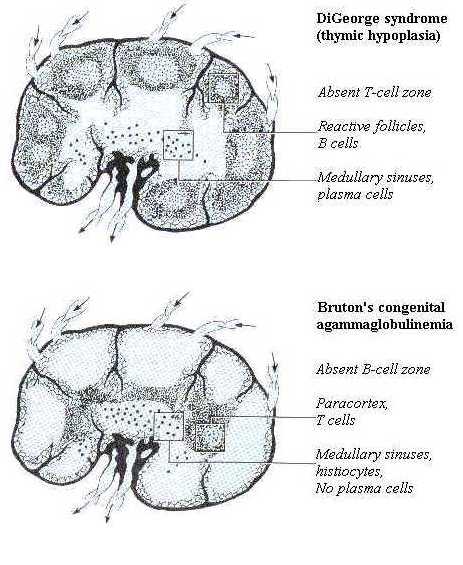 DiGeorge syndrome
(thymic hypoplasia)
Absent T-cell zone
Reactive follicles,
B cells
Medullary sinuses,
plasma cells
Bruton's congenital
agammaglobulinemia
Absent B-cell zone
Paracortex,
T cells
Medullary sinuses,
histiocytes,
No plasma cells